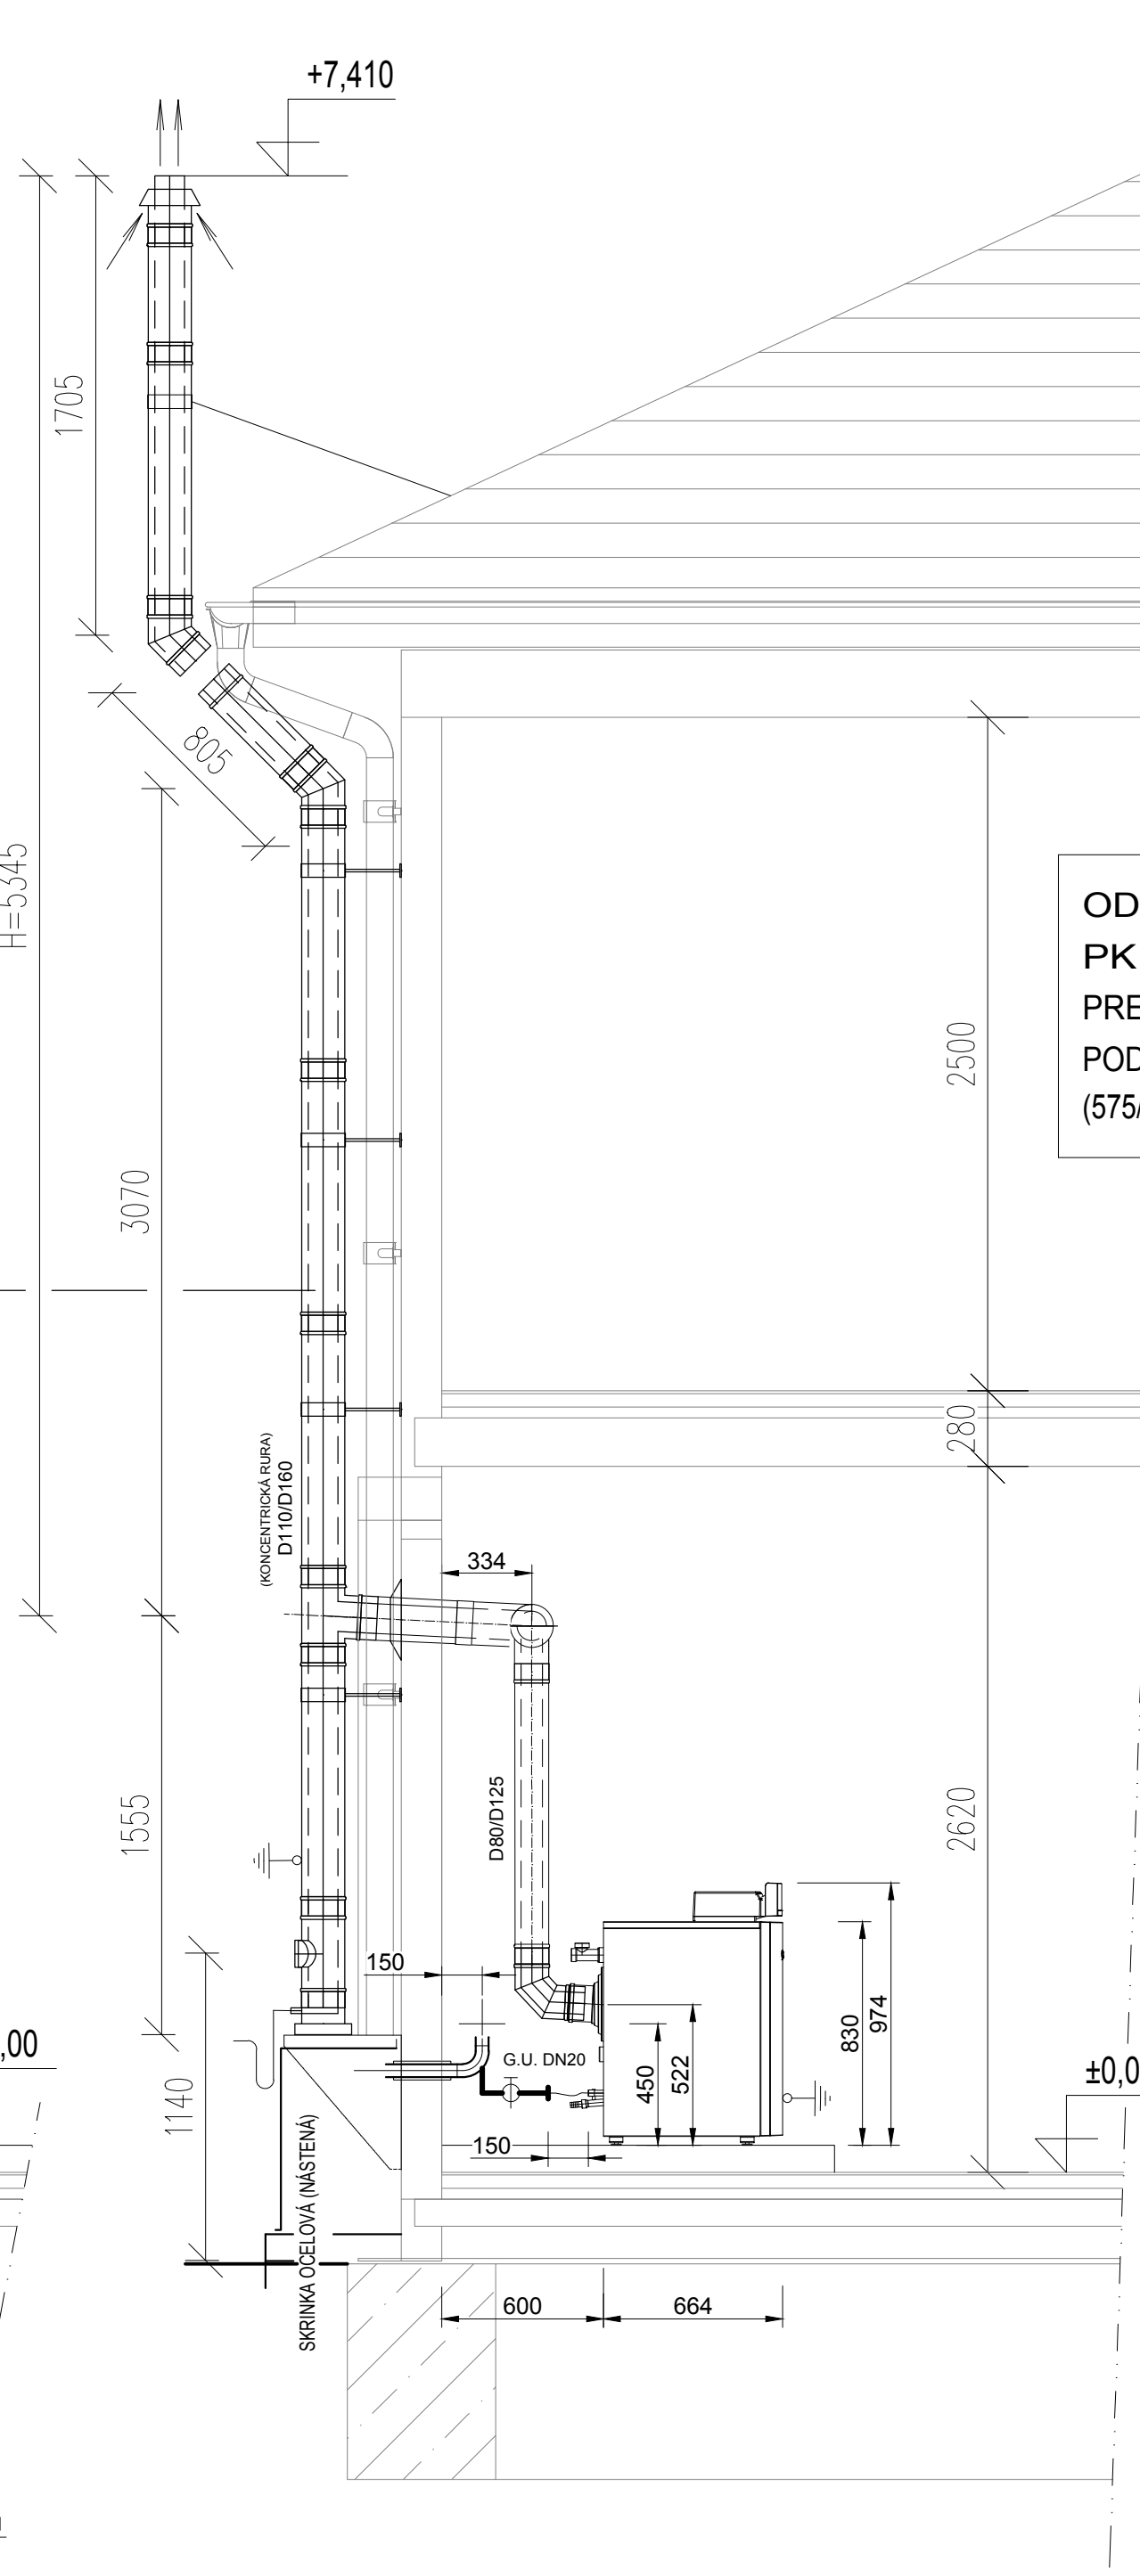 +7,410
1705
805
H=5345
OD
PK
PRE
POD
(575/
2500
3070
280
(KONCENTRICKÁ RURA)
D110/D160
334
1555
D80/D125
2620
150
G.U. DN20
450
522
830
974
,00
±0,0
1140
150
SKRINKA OCELOVÁ (NÁSTENÁ)
600
664